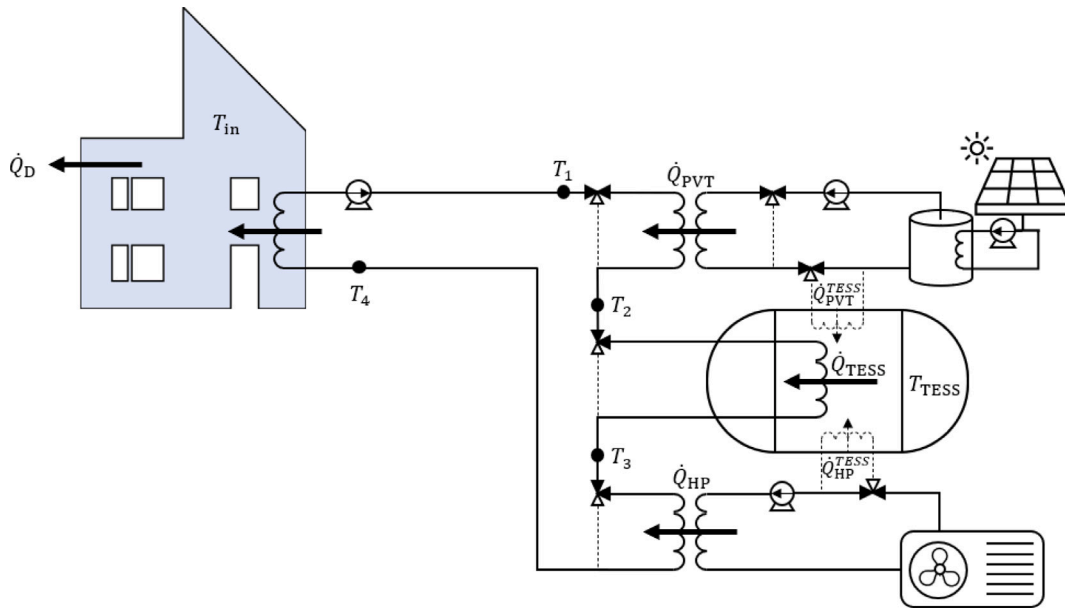 T_in
Q̇_D
T_1
Q̇_PVT
T_4
T_2
Q̇_PVT^TESS
Q̇_TESS
T_TESS
T_3
Q̇_HP^TESS
Q̇_HP